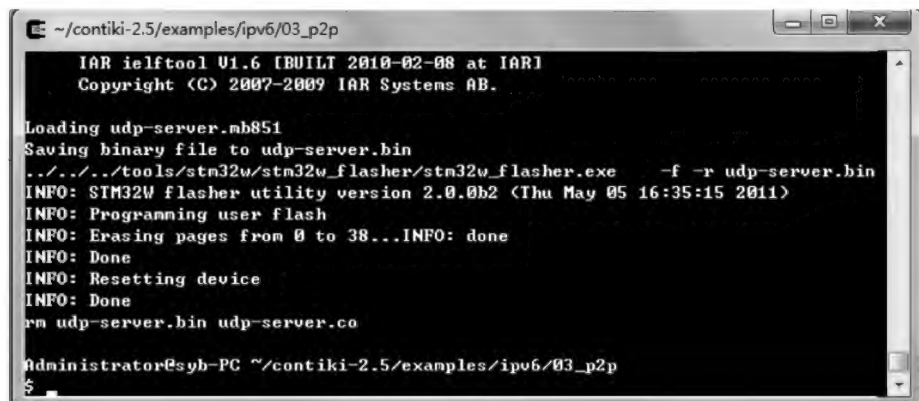 ~/contiki-2.5/examples/ipv6/03_p2p
IAR ielftool V1.6 [BUILT 2010-02-08 at IAR]
Copyright (C) 2007-2009 IAR Systems AB.
Loading udp-server.mb851
Saving binary file to udp-server.bin
../../../tools/stm32w/stm32w_flasher/stm32w_flasher.exe -f -r udp-server.bin
INFO: STM32W flasher utility version 2.0.0b2 (Thu May 05 16:35:15 2011)
INFO: Programming user flash
INFO: Erasing pages from 0 to 38...INFO: done
INFO: Done
INFO: Resetting device
INFO: Done
rm udp-server.bin udp-server.co
Administrator@syb-PC ~/contiki-2.5/examples/ipv6/03_p2p
$